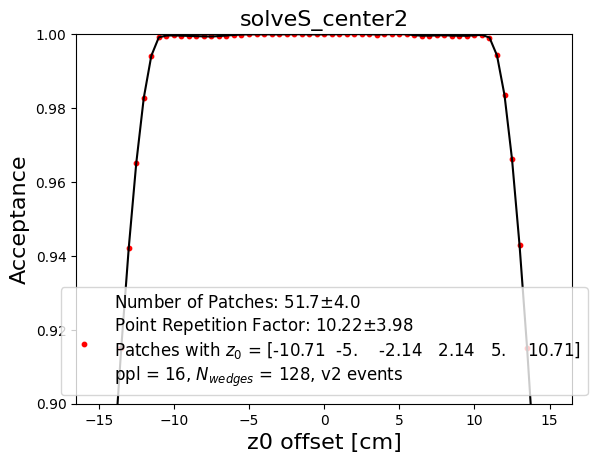 solveS_center2
Acceptance
1.00
0.98
0.96
0.94
0.92
0.90
Number of Patches: 51.7±4.0
Point Repetition Factor: 10.22±3.98
Patches with z₀ = [-10.71 -5. -2.14 2.14 5. 10.71]
ppl = 16, N_wedges = 128, v2 events
−15 −10 −5 0 5 10 15
z0 offset [cm]